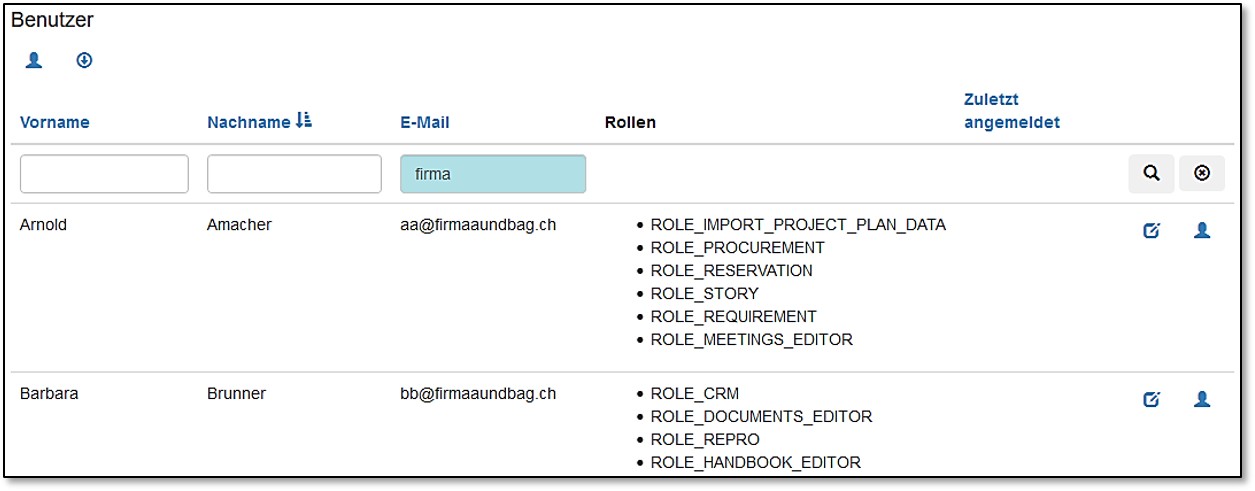 Benutzer
Vorname Nachname E-Mail Rollen Zuletzt angemeldet
firma
Arnold Amacher aa@firmaaundbag.ch ROLE_IMPORT_PROJECT_PLAN_DATA
ROLE_PROCUREMENT
ROLE_RESERVATION
ROLE_STORY
ROLE_REQUIREMENT
ROLE_MEETINGS_EDITOR
Barbara Brunner bb@firmaaundbag.ch ROLE_CRM
ROLE_DOCUMENTS_EDITOR
ROLE_REPRO
ROLE_HANDBOOK_EDITOR